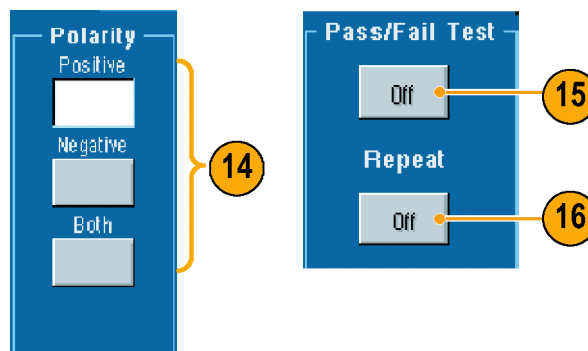 Polarity
Positive
Negative
Both
14
Pass/Fail Test
Off
15
Repeat
Off
16